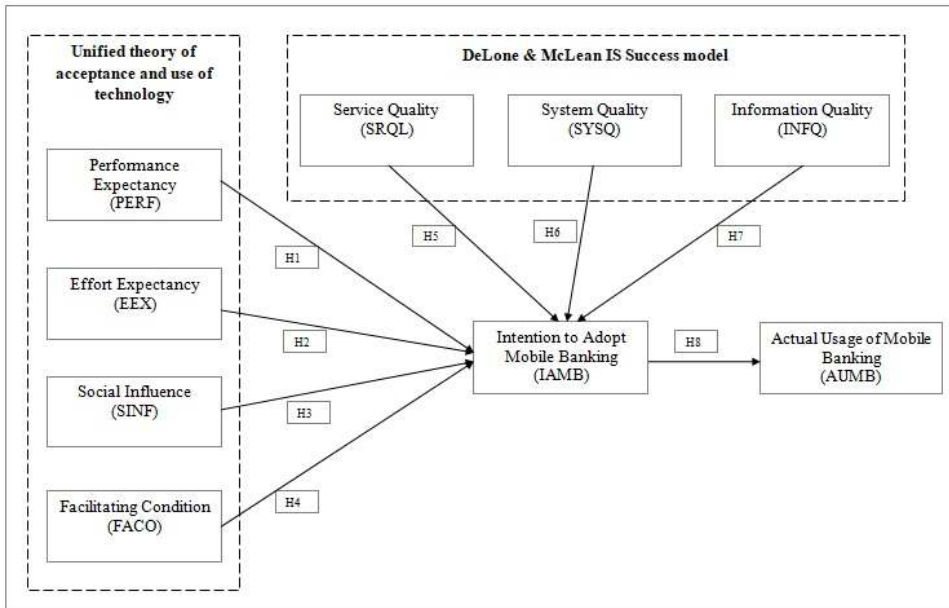 Unified theory of
acceptance and use of
technology
DeLone & McLean IS Success model
Service Quality
(SRQL)
System Quality
(SYSQ)
Information Quality
(INFQ)
Performance
Expectancy
(PERF)
Effort Expectancy
(EEX)
Social Influence
(SINF)
Facilitating Condition
(FACO)
H1
H2
H3
H4
H5
H6
H7
Intention to Adopt
Mobile Banking
(IAMB)
H8
Actual Usage of Mobile
Banking
(AUMB)